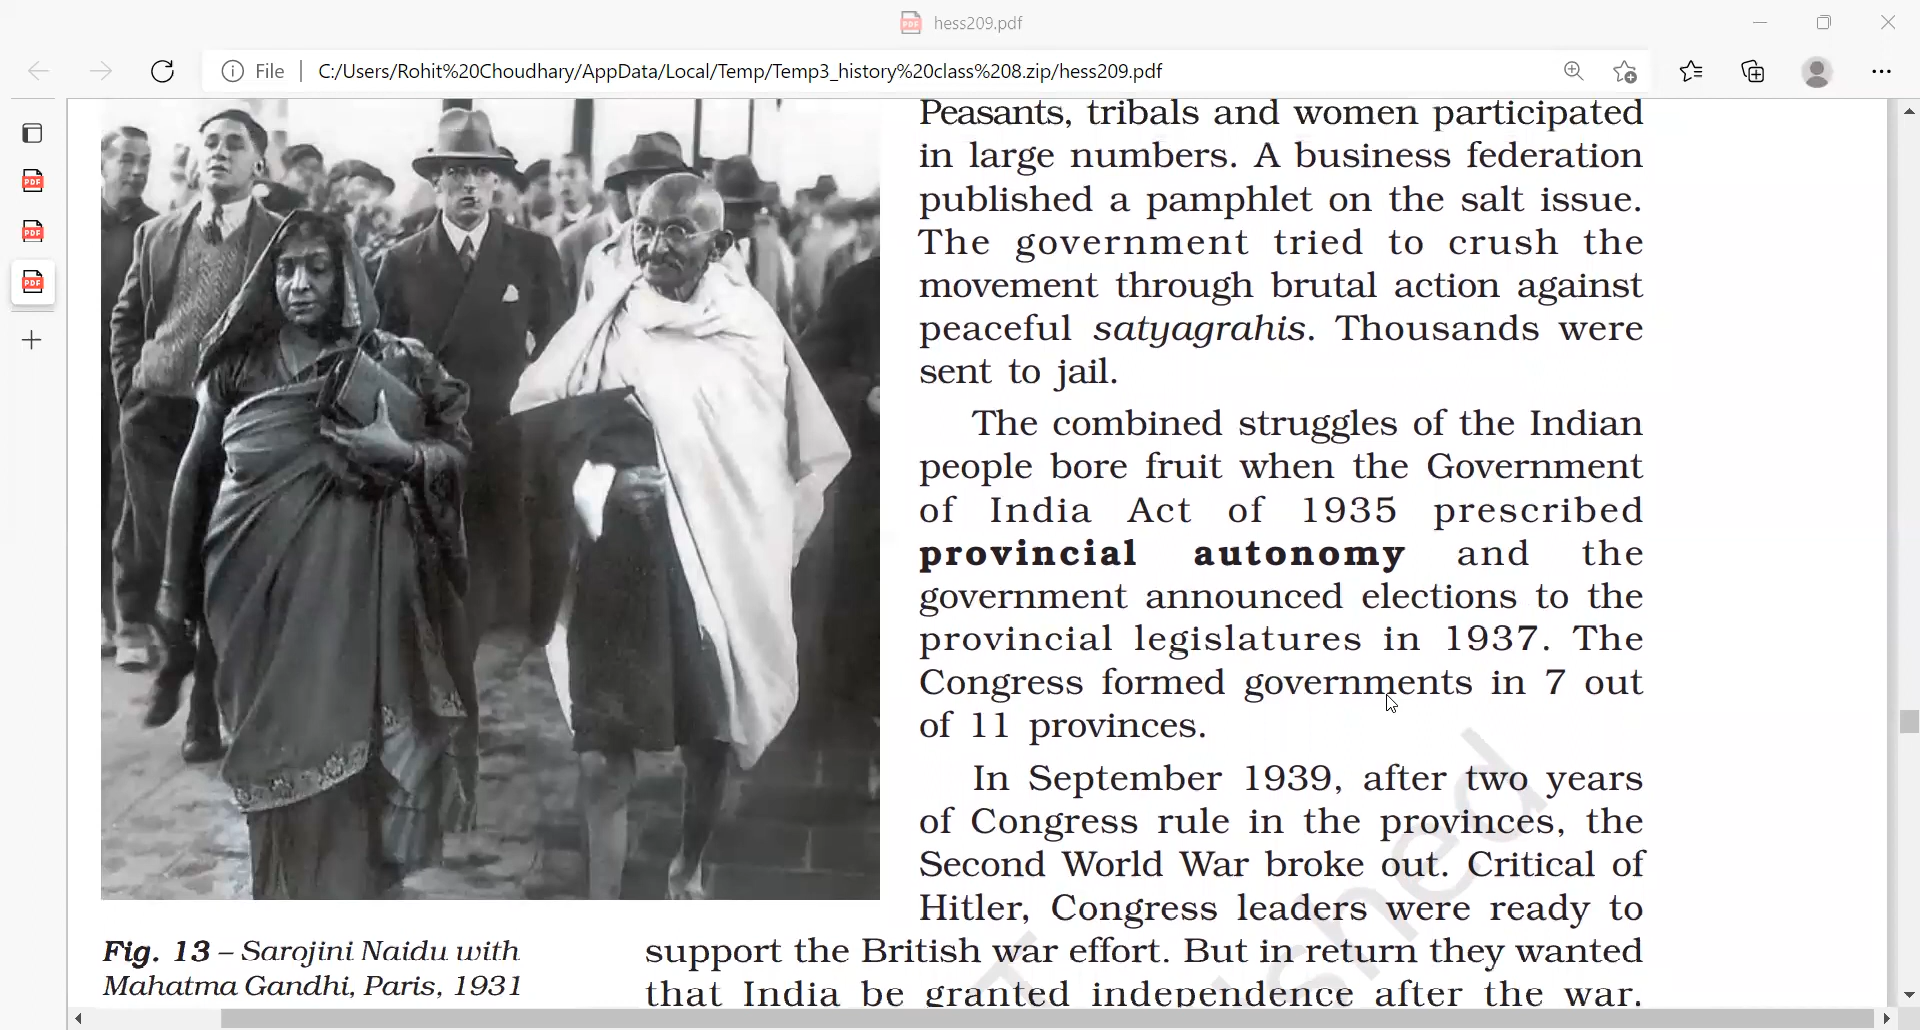 hess209.pdf
File
C:/Users/Rohit%20Choudhary/AppData/Local/Temp/Temp3_history%20class%208.zip/hess209.pdf
PDF
PDF
PDF
PDF
Peasants, tribals and women participated
in large numbers. A business federation
published a pamphlet on the salt issue.
The government tried to crush the
movement through brutal action against
peaceful satyagrahis. Thousands were
sent to jail.
The combined struggles of the Indian
people bore fruit when the Government
of India Act of 1935 prescribed
provincial autonomy and the
government announced elections to the
provincial legislatures in 1937. The
Congress formed governments in 7 out
of 11 provinces.
In September 1939, after two years
of Congress rule in the provinces, the
Second World War broke out. Critical of
Hitler, Congress leaders were ready to
support the British war effort. But in return they wanted
that India be granted independence after the war.
Fig. 13 – Sarojini Naidu with
Mahatma Gandhi, Paris, 1931